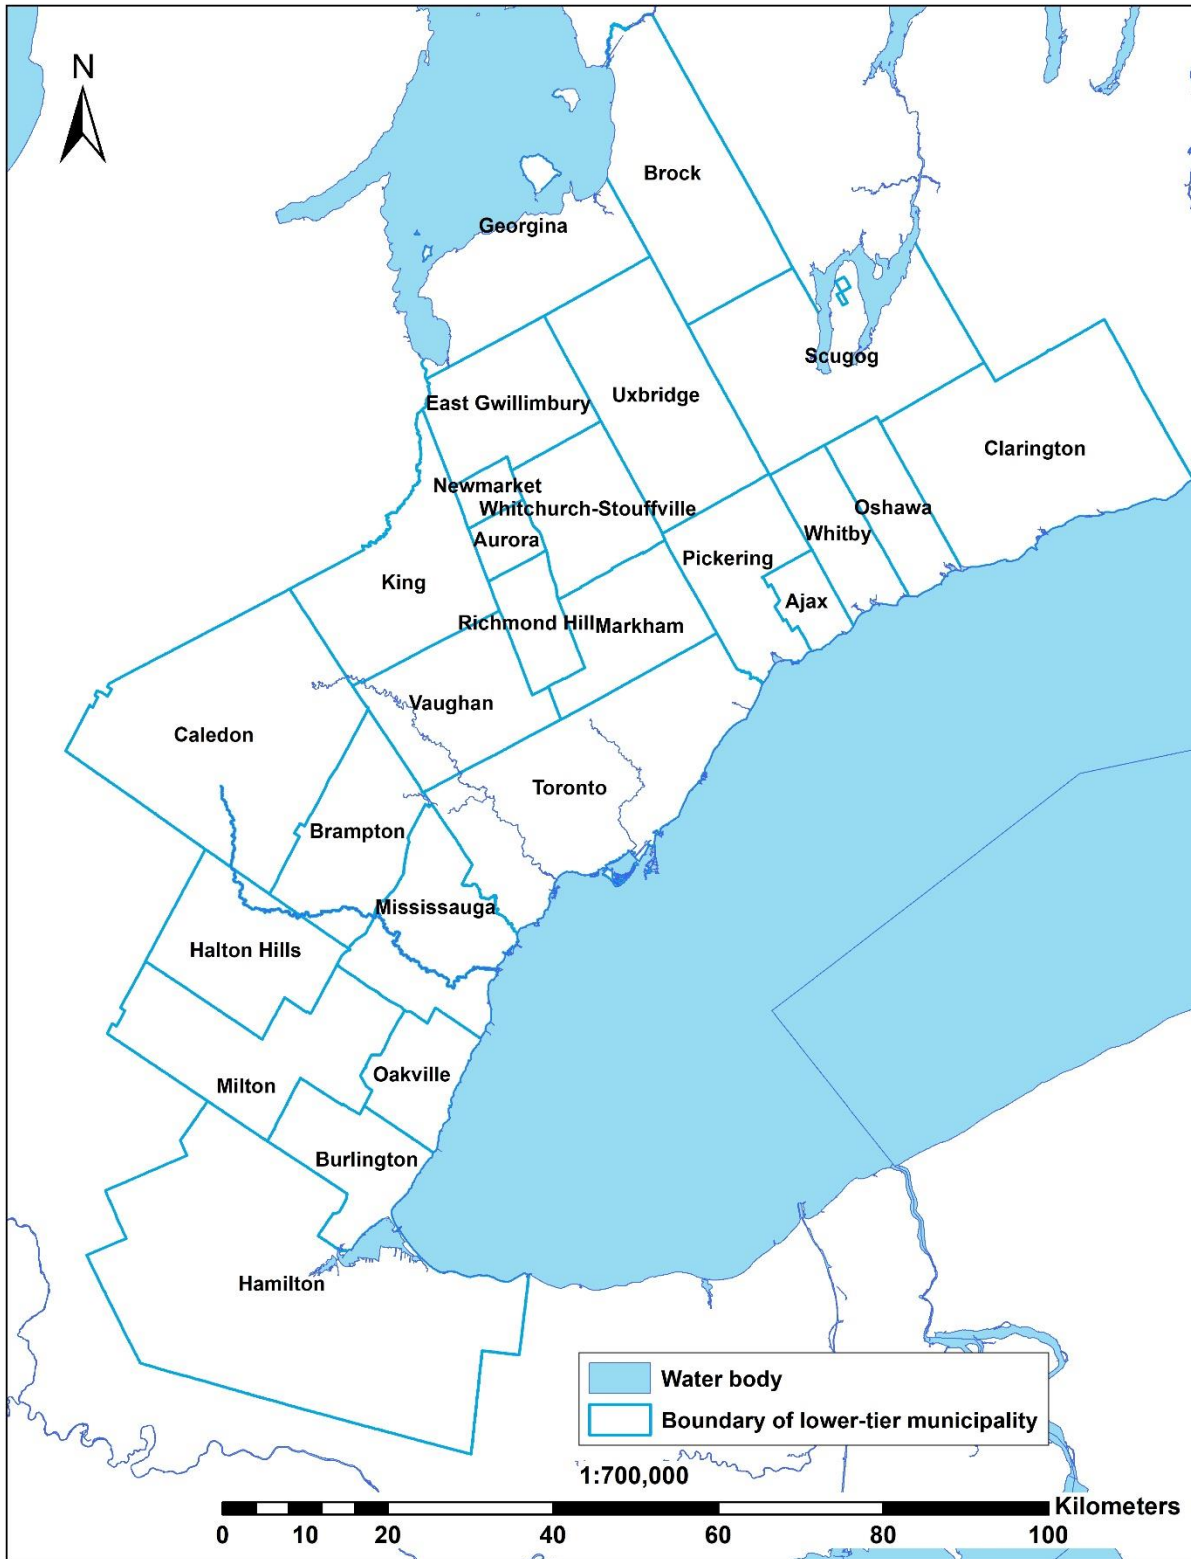 N
Brock
Georgina
Scugog
Uxbridge
East Gwillimbury
Clarington
Newmarket
Whitchurch-Stouffville
Oshawa
Whitby
Aurora
Pickering
King
Ajax
Richmond Hill
Markham
Vaughan
Caledon
Toronto
Brampton
Mississauga
Halton Hills
Oakville
Milton
Burlington
Hamilton
Water body
Boundary of lower-tier municipality
1:700,000
Kilometers
0 10 20 40 60 80 100